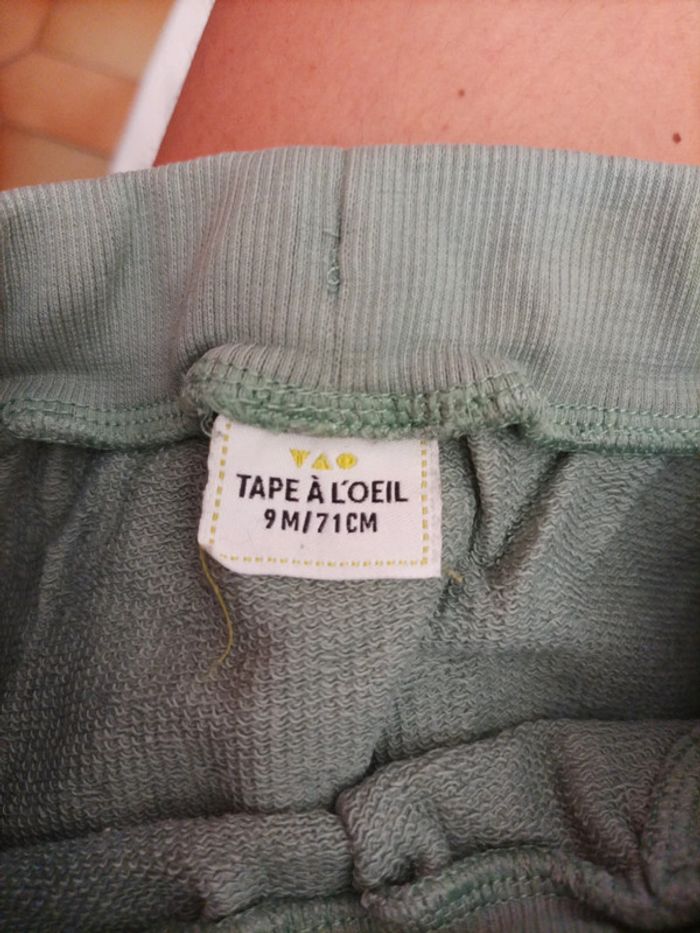 TAO
TAPE À L'OEIL
9M/71CM